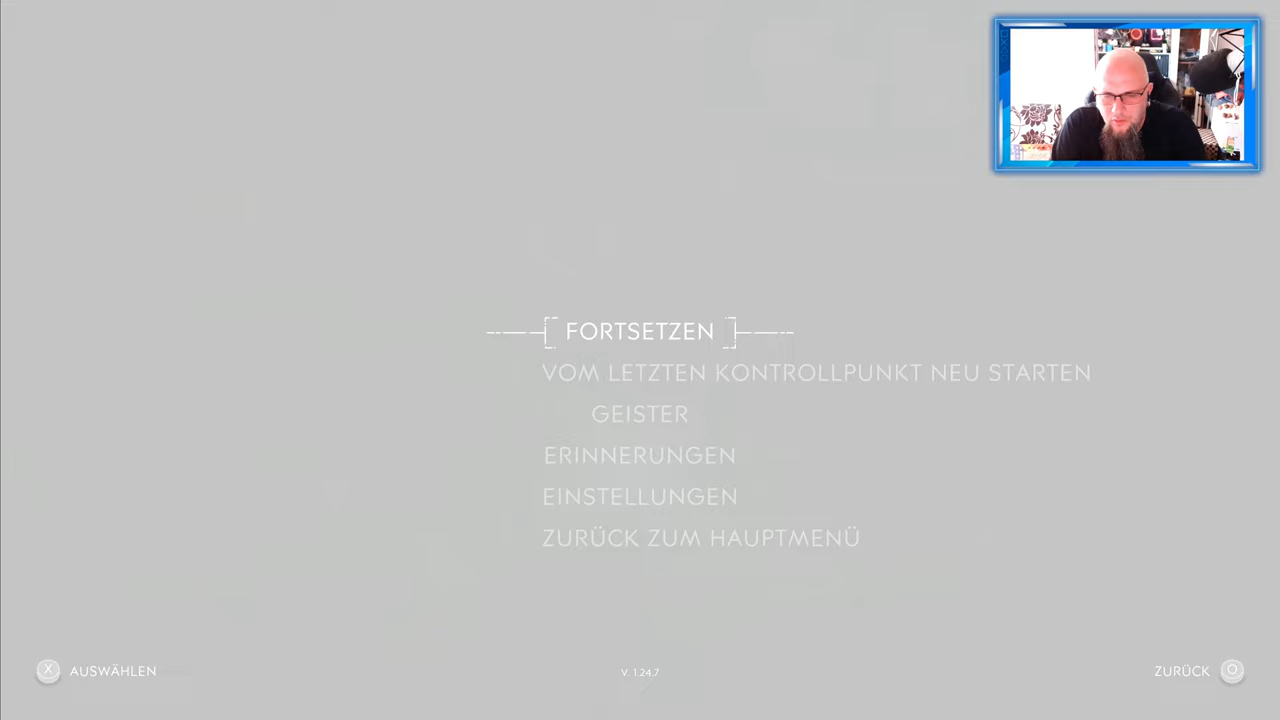 FORTSETZEN
VOM LETZTEN KONTROLLPUNKT NEU STARTEN
GEISTER
ERINNERUNGEN
EINSTELLUNGEN
ZURÜCK ZUM HAUPTMENÜ
X AUSWÄHLEN
V. 1.24.7
ZURÜCK O